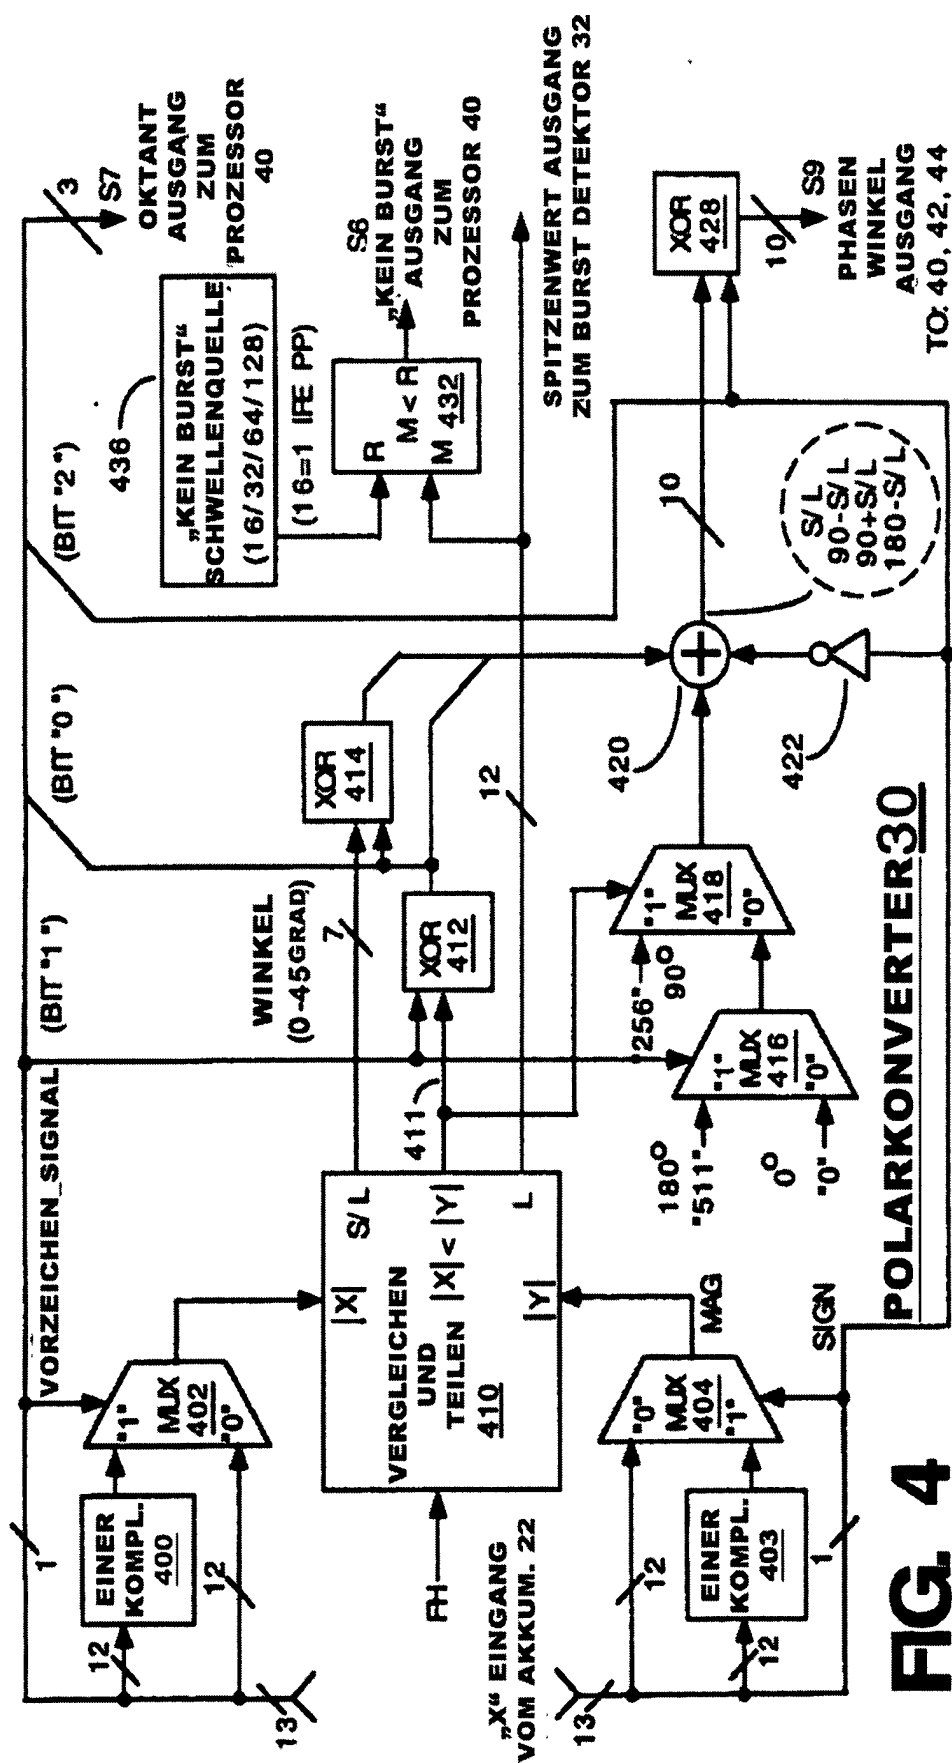 1
12
12
13
EINER
KOMPL.
400
"1"
MUX
402
"0"
VORZEICHEN_SIGNAL
(BIT "1")
(BIT "0")
(BIT "2")
3
S7
OKTANT
AUSGANG
ZUM
PROZESSOR
40
436
„KEIN BURST“
SCHWELLENQUELLE
(16/32/64/128)
(16=1 IRE PP)
R
M < R
M 432
S6
„KEIN BURST“
AUSGANG
ZUM
PROZESSOR 40
WINKEL
(0-45GRAD)
7
XOR
414
XOR
412
411
12
FH
VERGLEICHEN
UND
TEILEN
410
|X|
S/L
|X| < |Y|
L
|Y|
SPITZENWERT AUSGANG
ZUM BURST DETEKTOR 32
„X“ EINGANG
VOM AKKUM. 22
13
12
12
EINER
KOMPL.
403
1
"0"
MUX
404
"1"
MAG
SIGN
180°
"511"
0°
"0"
"1"
MUX
416
"0"
"256"
90°
"1"
MUX
418
"0"
420
422
10
S/L
90-S/L
90+S/L
180-S/L
XOR
428
10
S9
PHASEN
WINKEL
AUSGANG
TO: 40, 42, 44
POLARKONVERTER 30
FIG. 4